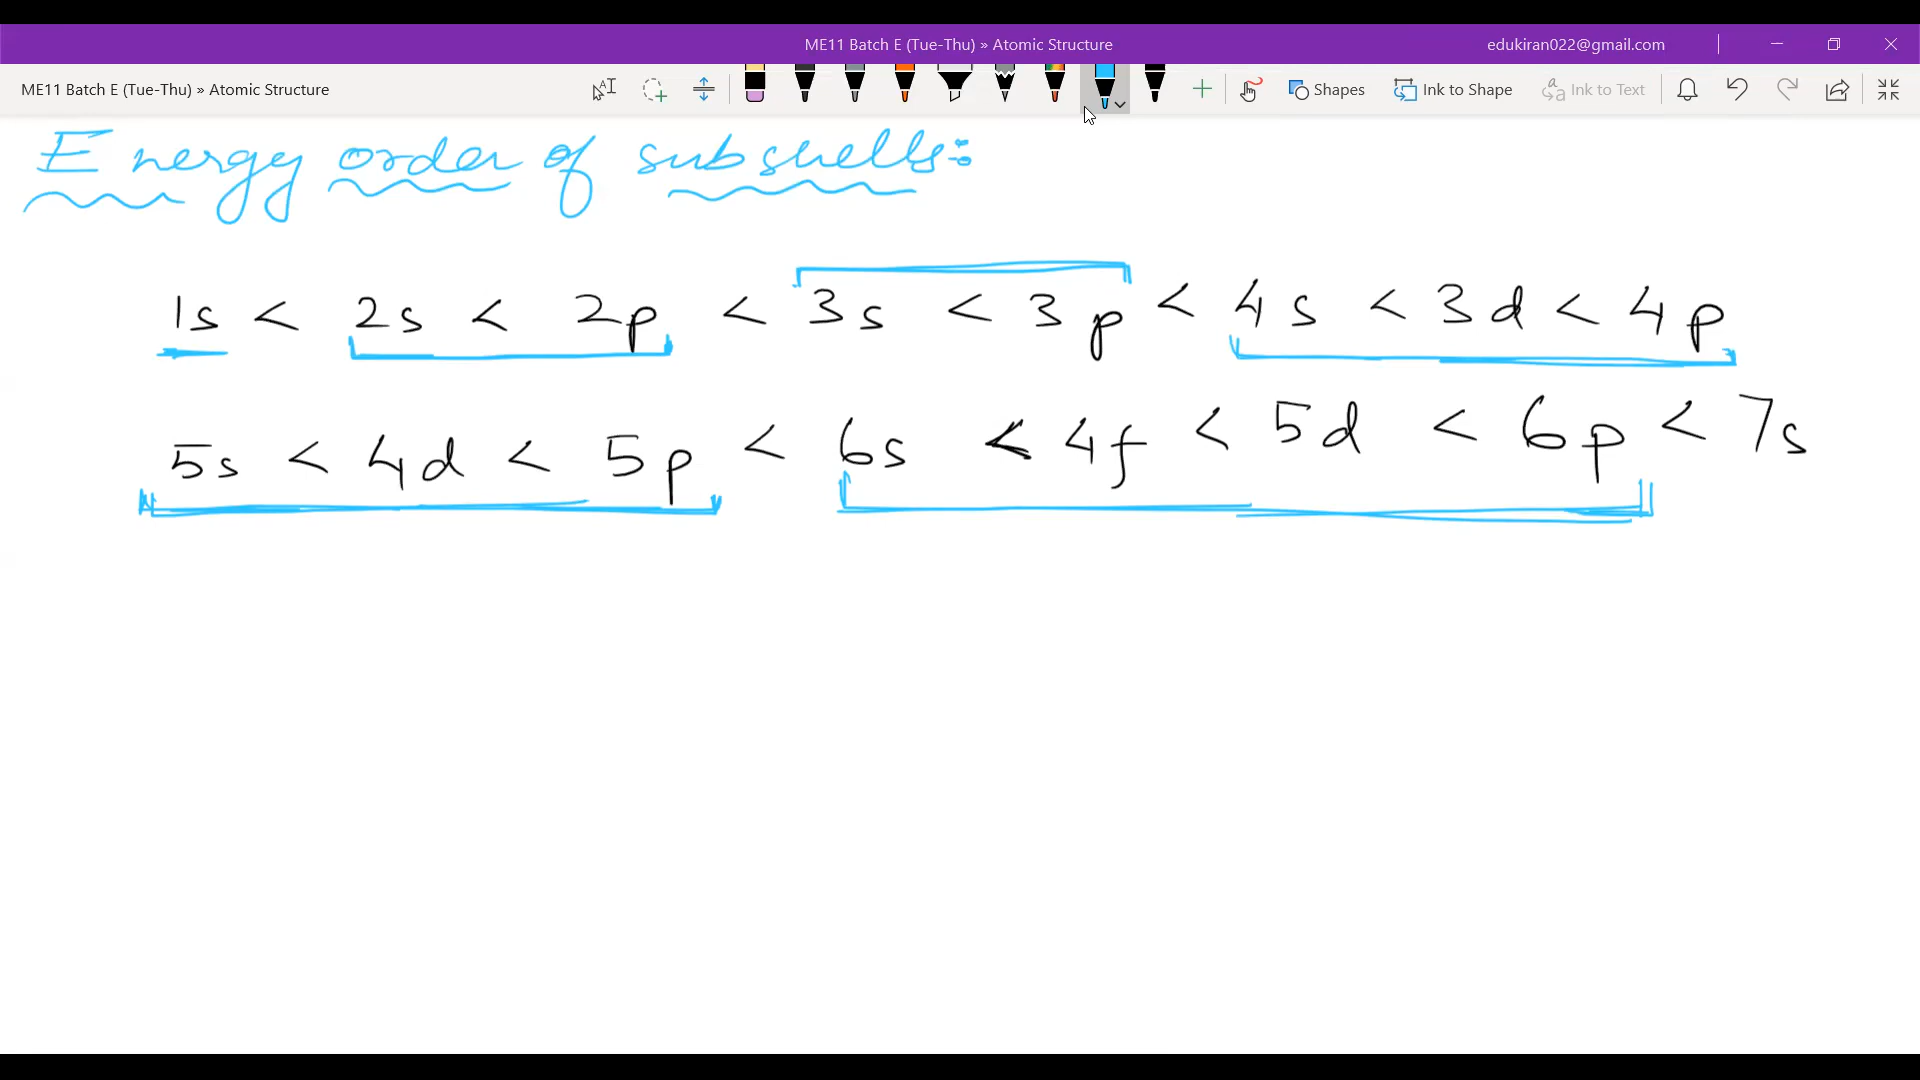 ME11 Batch E (Tue-Thu) » Atomic Structure
edukiran022@gmail.com
ME11 Batch E (Tue-Thu) » Atomic Structure
Shapes
Ink to Shape
Ink to Text
Energy order of subshells:
1s < 2s < 2p < 3s < 3p < 4s < 3d < 4p
5s < 4d < 5p < 6s < 4f < 5d < 6p < 7s